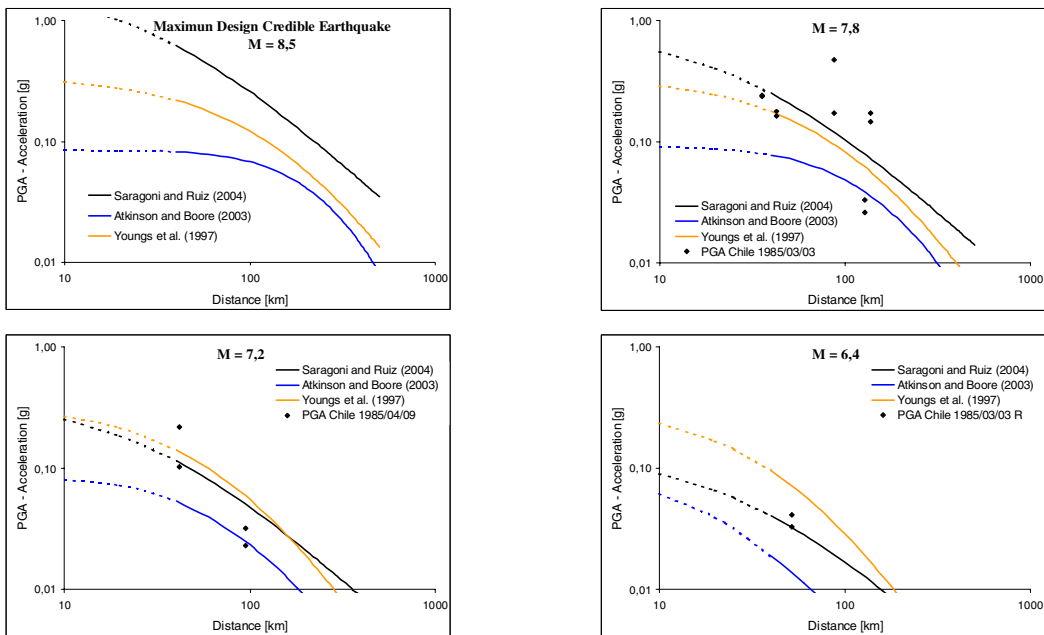 Maximun Design Credible Earthquake
M = 8,5
1,00
0,10
0,01
PGA - Acceleration [g]
Saragoni and Ruiz (2004)
Atkinson and Boore (2003)
Youngs et al. (1997)
10
100
1000
Distance [km]
M = 7,8
1,00
0,10
0,01
PGA - Acceleration [g]
Saragoni and Ruiz (2004)
Atkinson and Boore (2003)
Youngs et al. (1997)
PGA Chile 1985/03/03
10
100
1000
Distance [km]
M = 7,2
1,00
0,10
0,01
PGA - Acceleration [g]
Saragoni and Ruiz (2004)
Atkinson and Boore (2003)
Youngs et al. (1997)
PGA Chile 1985/04/09
10
100
1000
Distance [km]
M = 6,4
1,00
0,10
0,01
PGA - Acceleration [g]
Saragoni and Ruiz (2004)
Atkinson and Boore (2003)
Youngs et al. (1997)
PGA Chile 1985/03/03 R
10
100
1000
Distance [km]